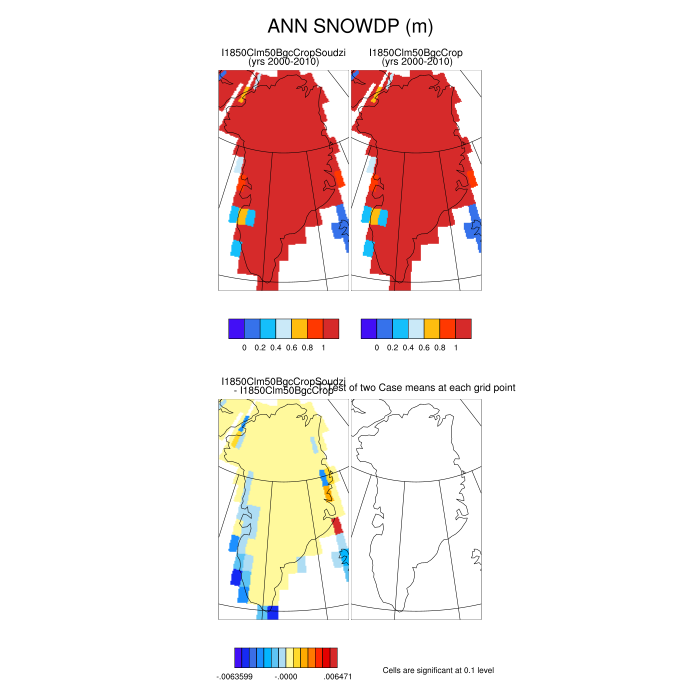 ANN SNOWDP (m)
I1850Clm50BgcCropSoudzi
(yrs 2000-2010)
I1850Clm50BgcCrop
(yrs 2000-2010)
0 0.2 0.4 0.6 0.8 1
0 0.2 0.4 0.6 0.8 1
I1850Clm50BgcCropSoudzi
- I1850Clm50BgcCrop
Test of two Case means at each grid point
-.0063599 -.0000 .006471
Cells are significant at 0.1 level